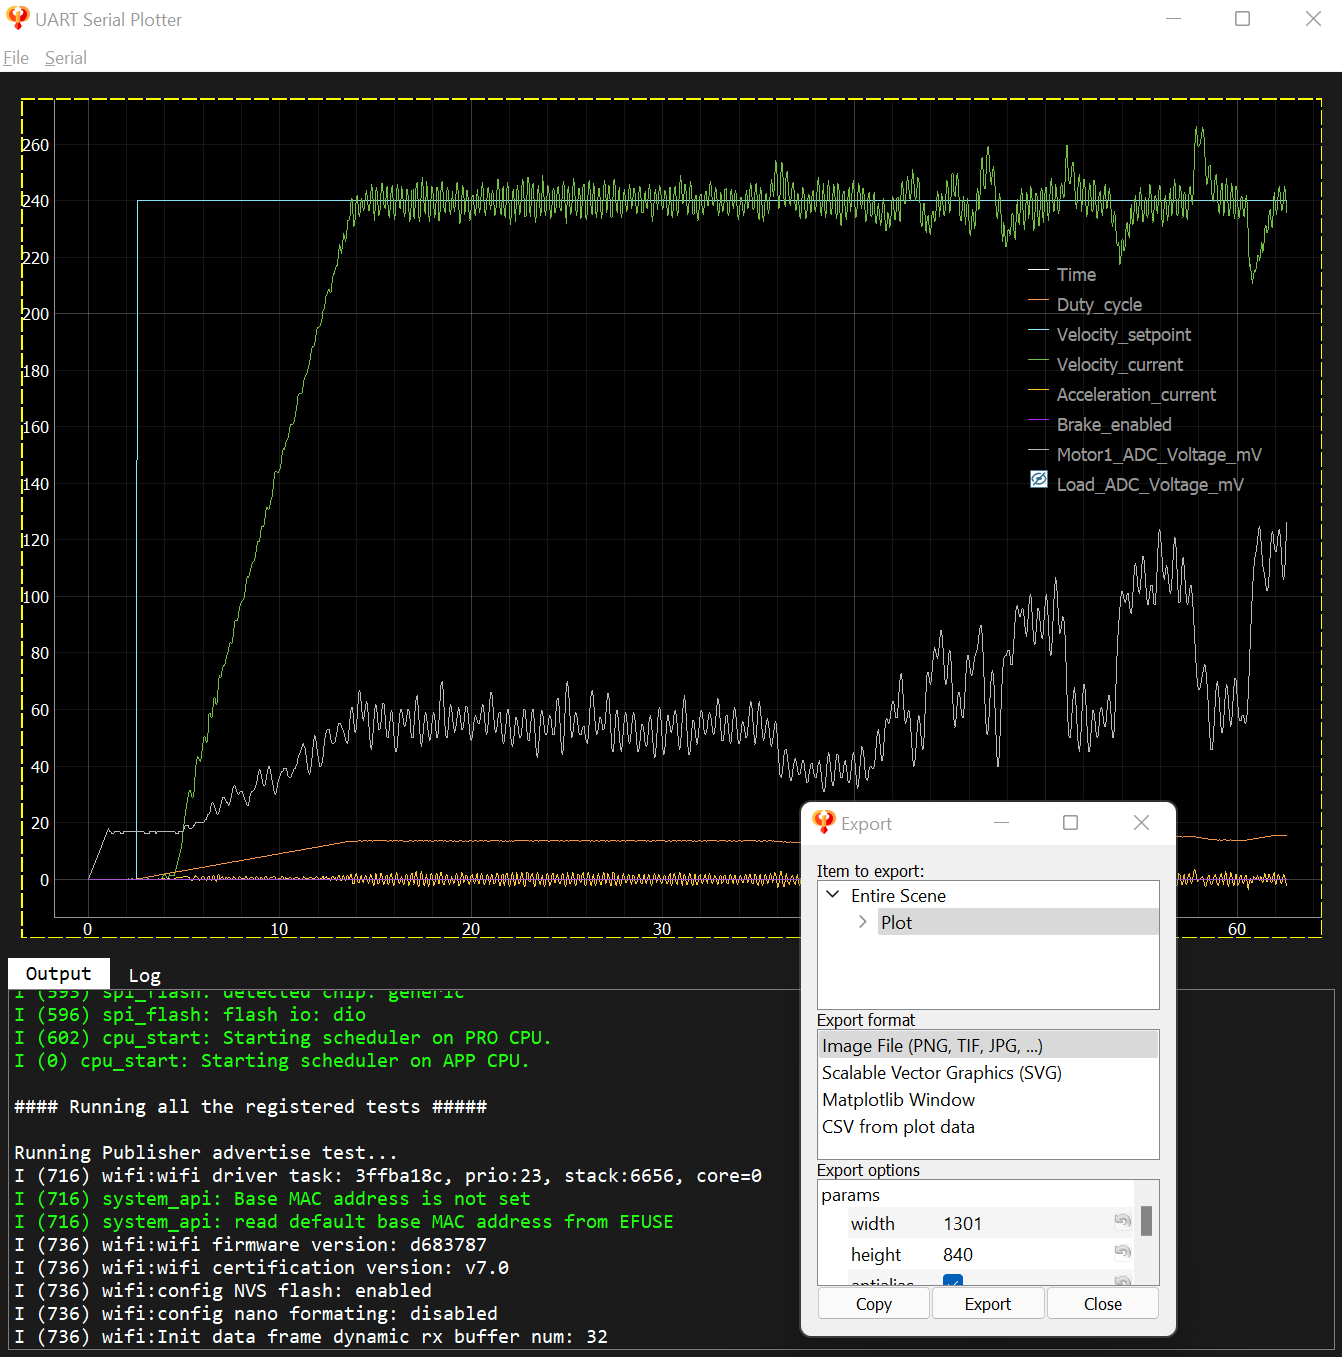 UART Serial Plotter
File Serial
260
240
220
200
180
160
140
120
100
80
60
40
20
0
0 10 20 30 60
Time
Duty_cycle
Velocity_setpoint
Velocity_current
Acceleration_current
Brake_enabled
Motor1_ADC_Voltage_mV
Load_ADC_Voltage_mV
Output Log
I (593) spi_flash: detected chip: generic
I (596) spi_flash: flash io: dio
I (602) cpu_start: Starting scheduler on PRO CPU.
I (0) cpu_start: Starting scheduler on APP CPU.
#### Running all the registered tests #####
Running Publisher advertise test...
I (716) wifi:wifi driver task: 3ffba18c, prio:23, stack:6656, core=0
I (716) system_api: Base MAC address is not set
I (716) system_api: read default base MAC address from EFUSE
I (736) wifi:wifi firmware version: d683787
I (736) wifi:wifi certification version: v7.0
I (736) wifi:config NVS flash: enabled
I (736) wifi:config nano formating: disabled
I (736) wifi:Init data frame dynamic rx buffer num: 32
Export
Item to export:
Entire Scene
Plot
Export format
Image File (PNG, TIF, JPG, ...)
Scalable Vector Graphics (SVG)
Matplotlib Window
CSV from plot data
Export options
params
width 1301
height 840
antialias
Copy Export Close